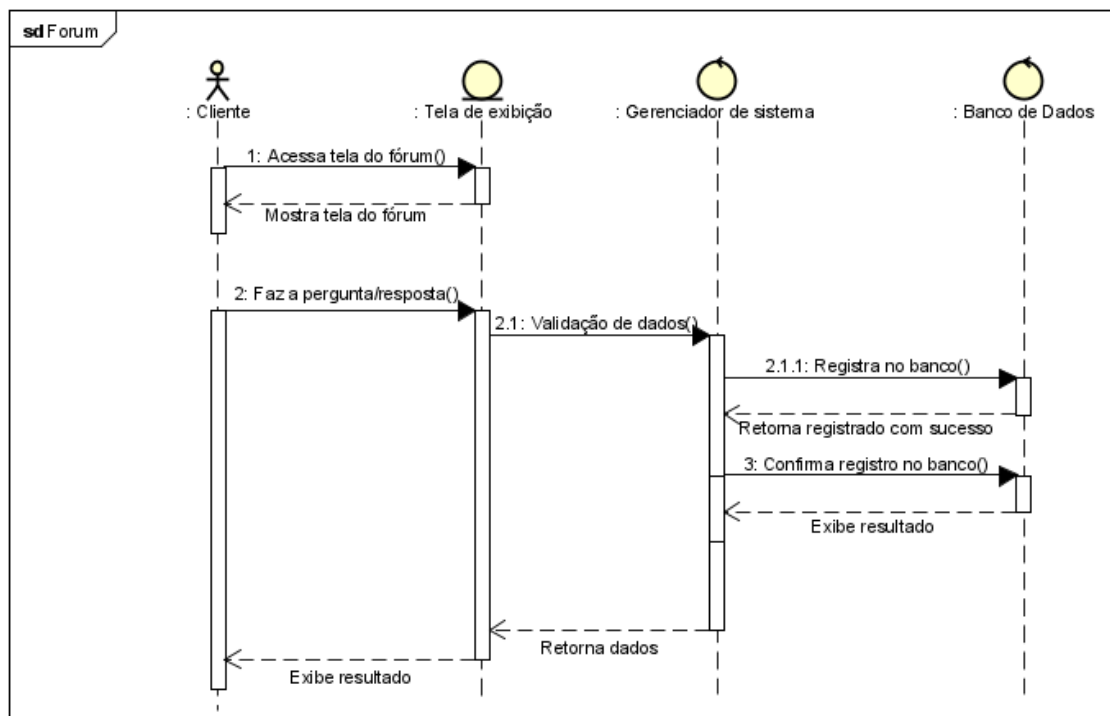 sd Forum
: Cliente
: Tela de exibição
: Gerenciador de sistema
: Banco de Dados
1: Acessa tela do fórum()
Mostra tela do fórum
2: Faz a pergunta/resposta()
2.1: Validação de dados()
2.1.1: Registra no banco()
Retorna registrado com sucesso
3: Confirma registro no banco()
Exibe resultado
Retorna dados
Exibe resultado